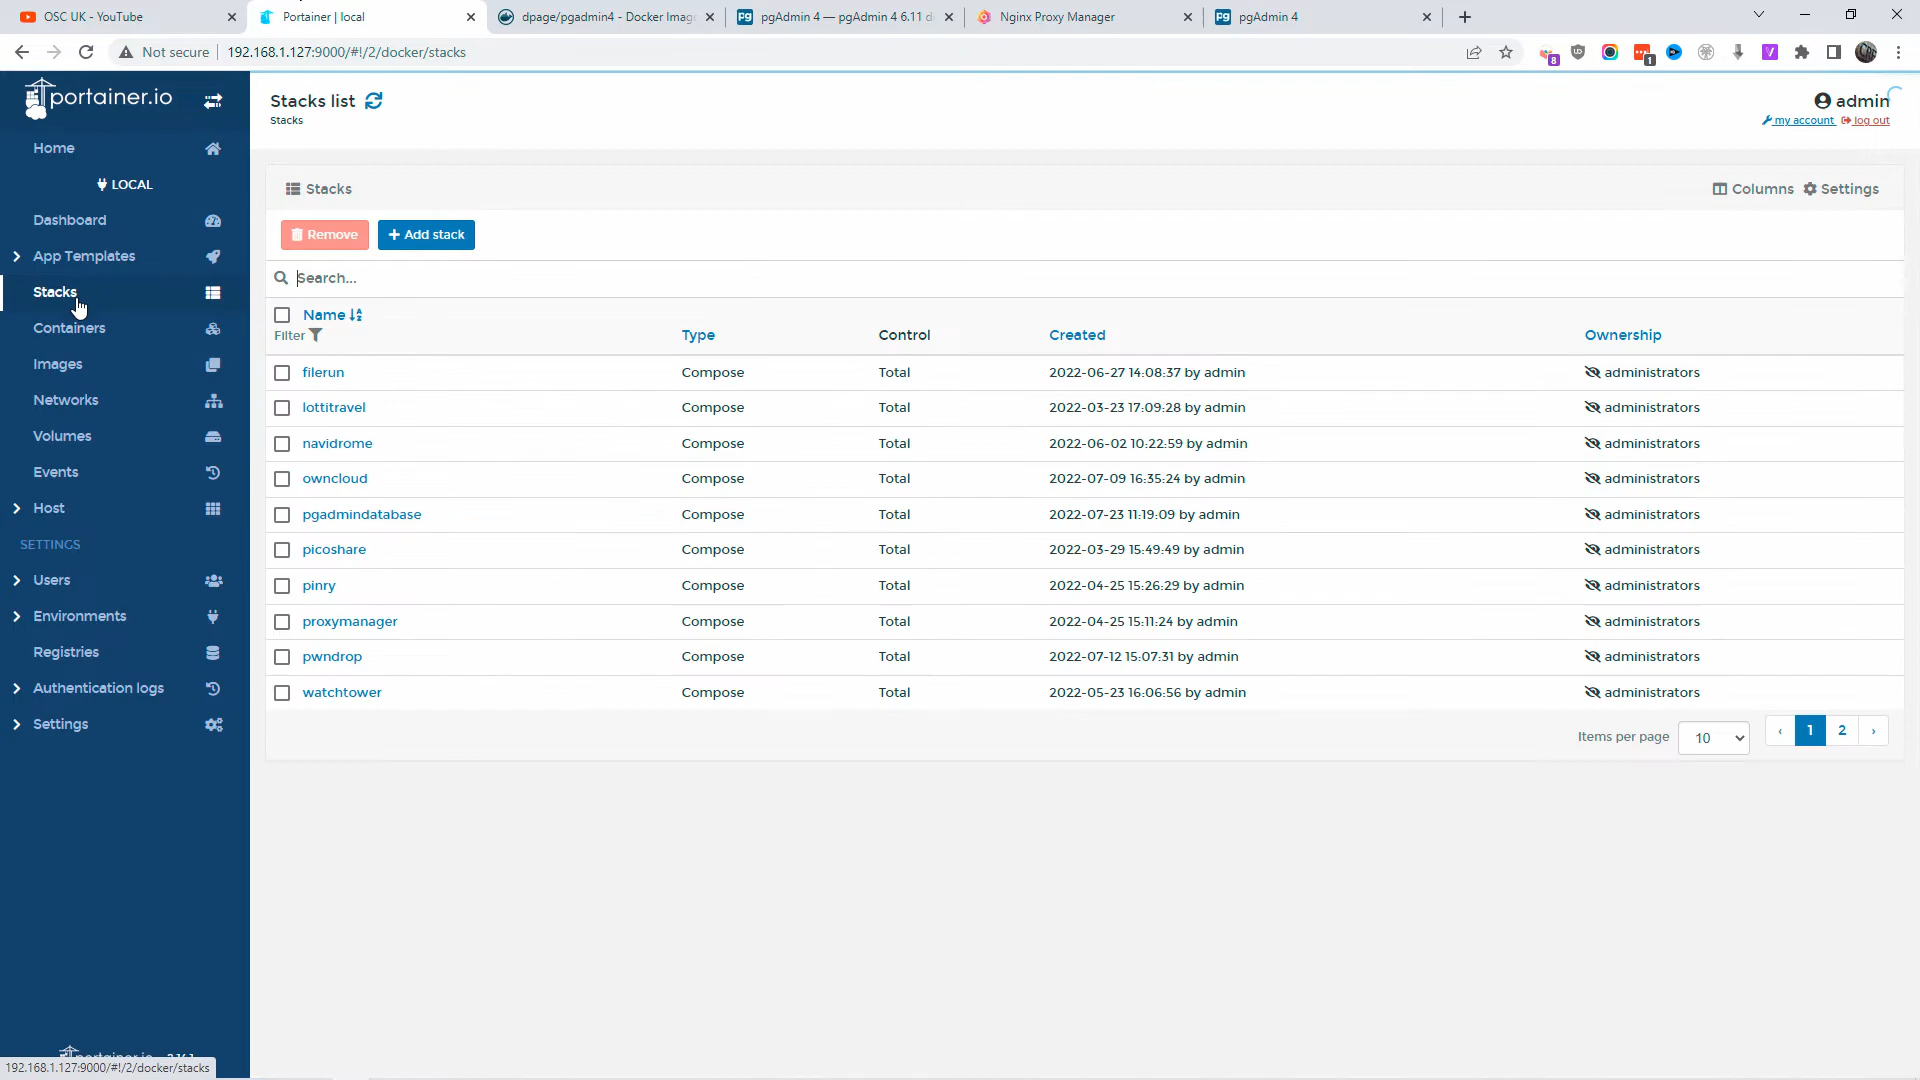 OSC UK - YouTube
Portainer | local
dpage/pgadmin4 - Docker Imag
pgAdmin 4 — pgAdmin 4 6.11 d
Nginx Proxy Manager
pgAdmin 4
Not secure
192.168.1.127:9000/#!/2/docker/stacks
8
1
portainer.io
Home
LOCAL
Dashboard
App Templates
Stacks
Containers
Images
Networks
Volumes
Events
Host
SETTINGS
Users
Environments
Registries
Authentication logs
Settings
portainer.io
192.168.1.127:9000/#!/2/docker/stacks
Stacks list
Stacks
admin
my account log out
Stacks
Columns Settings
Remove
Add stack
Search...
Name
Filter
Type Control Created Ownership
filerun Compose Total 2022-06-27 14:08:37 by admin administrators
lottitravel Compose Total 2022-03-23 17:09:28 by admin administrators
navidrome Compose Total 2022-06-02 10:22:59 by admin administrators
owncloud Compose Total 2022-07-09 16:35:24 by admin administrators
pgadmindatabase Compose Total 2022-07-23 11:19:09 by admin administrators
picoshare Compose Total 2022-03-29 15:49:49 by admin administrators
pinry Compose Total 2022-04-25 15:26:29 by admin administrators
proxymanager Compose Total 2022-04-25 15:11:24 by admin administrators
pwndrop Compose Total 2022-07-12 15:07:31 by admin administrators
watchtower Compose Total 2022-05-23 16:06:56 by admin administrators
Items per page 10 ‹ 1 2 ›